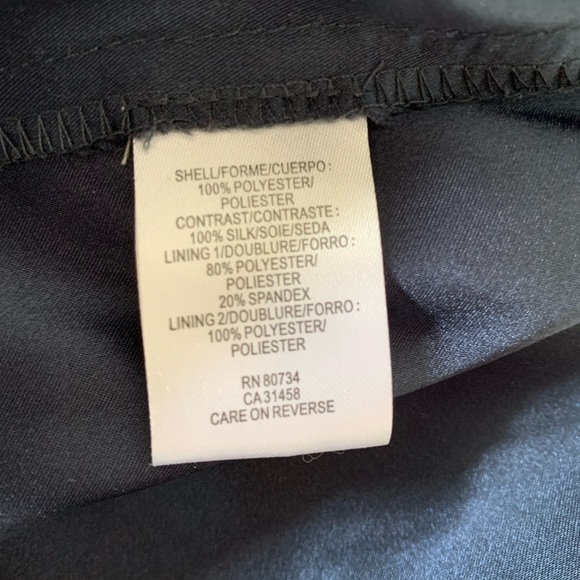 SHELL/FORME/CUERPO:
100% POLYESTER/
POLIESTER
CONTRAST/CONTRASTE:
100% SILK/SOIE/SEDA
LINING 1/DOUBLURE/FORRO:
80% POLYESTER/
POLIESTER
20% SPANDEX
LINING 2/DOUBLURE/FORRO:
100% POLYESTER/
POLIESTER
RN 80734
CA 31458
CARE ON REVERSE